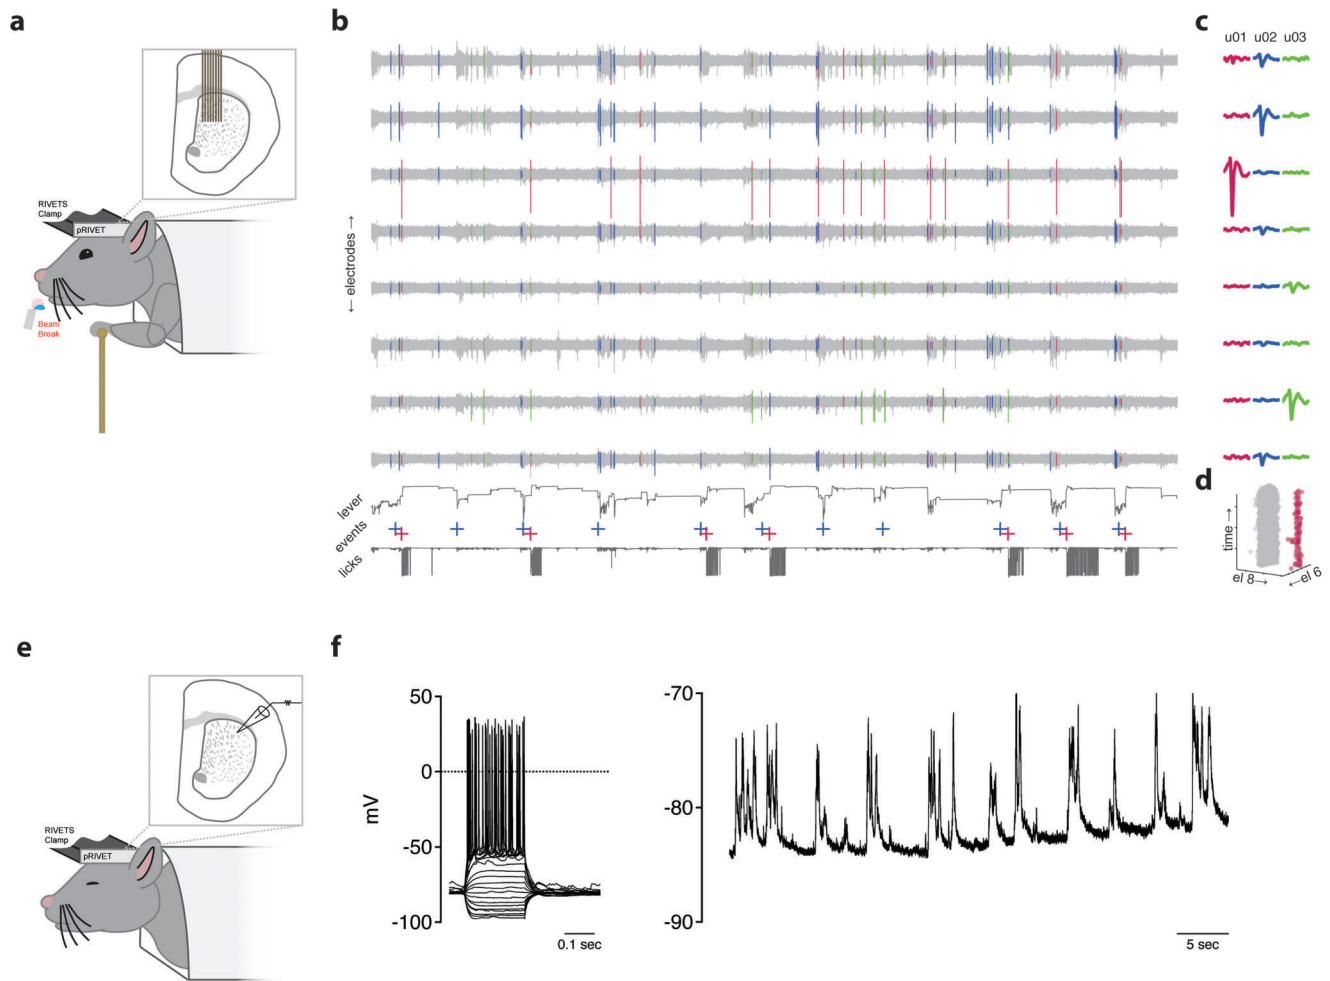 a
RIVETS
Clamp
pRIVET
Beam
Break
b
← electrodes →
lever
events
licks
c
u01 u02 u03
d
time →
el 8→
←el 6
e
RIVETS
Clamp
pRIVET
f
mV
50
0
-50
-100
0.1 sec
-70
-80
-90
5 sec